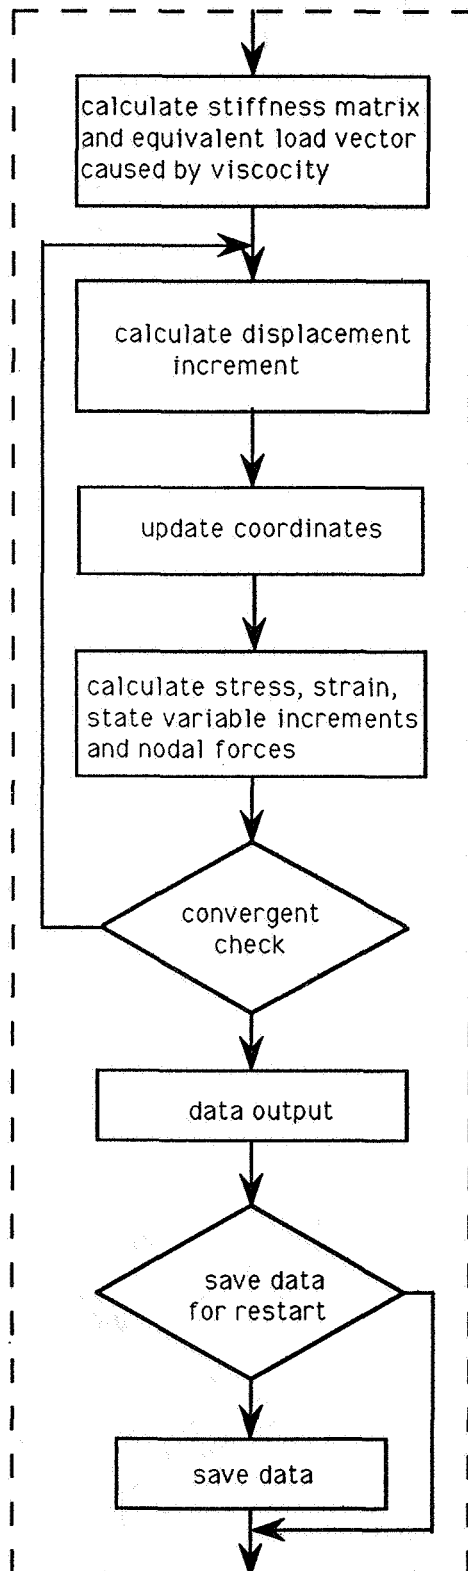 calculate stiffness matrix
and equivalent load vector
caused by viscocity
calculate displacement
increment
update coordinates
calculate stress, strain,
state variable increments
and nodal forces
convergent
check
data output
save data
for restart
save data